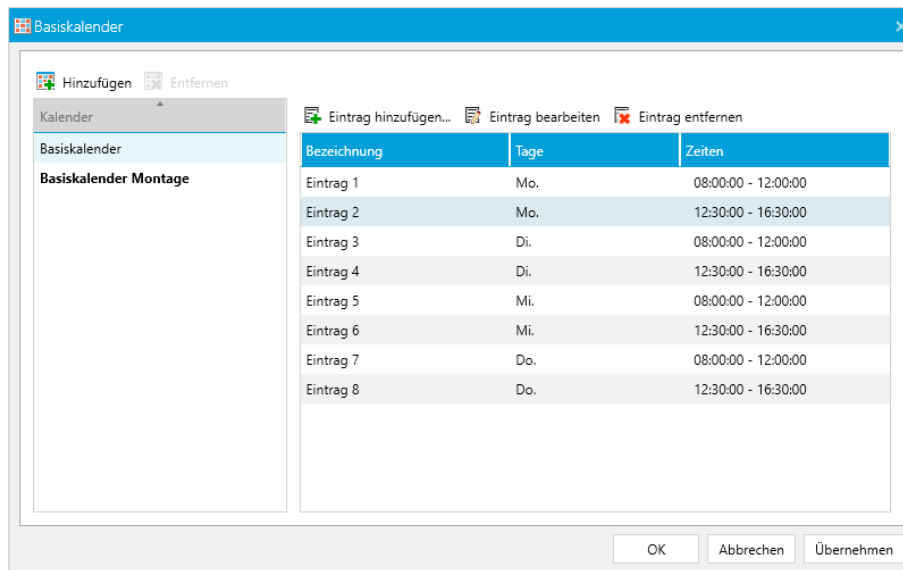 Basiskalender
Hinzufügen Entfernen
Kalender
Basiskalender
Basiskalender Montage
Eintrag hinzufügen... Eintrag bearbeiten Eintrag entfernen
Bezeichnung Tage Zeiten
Eintrag 1 Mo. 08:00:00 - 12:00:00
Eintrag 2 Mo. 12:30:00 - 16:30:00
Eintrag 3 Di. 08:00:00 - 12:00:00
Eintrag 4 Di. 12:30:00 - 16:30:00
Eintrag 5 Mi. 08:00:00 - 12:00:00
Eintrag 6 Mi. 12:30:00 - 16:30:00
Eintrag 7 Do. 08:00:00 - 12:00:00
Eintrag 8 Do. 12:30:00 - 16:30:00
OK Abbrechen Übernehmen